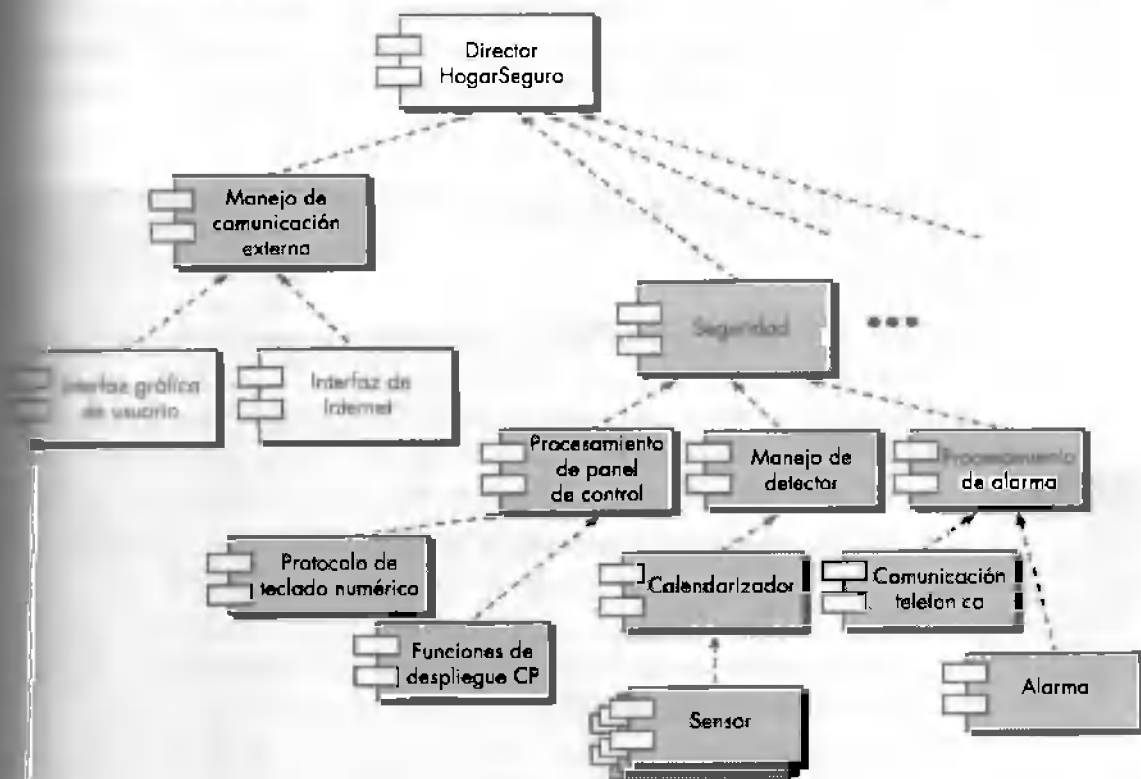 Director
HogarSeguro
Manejo de
comunicación
externa
Seguridad
Interfaz gráfica
de usuario
Interfaz de
Internet
Procesamiento
de panel
de control
Manejo de
detector
Procesamiento
de alarma
Protocolo de
teclado numérico
Calendarizador
Comunicación
telefonica
Funciones de
despliegue CP
Sensor
Alarma